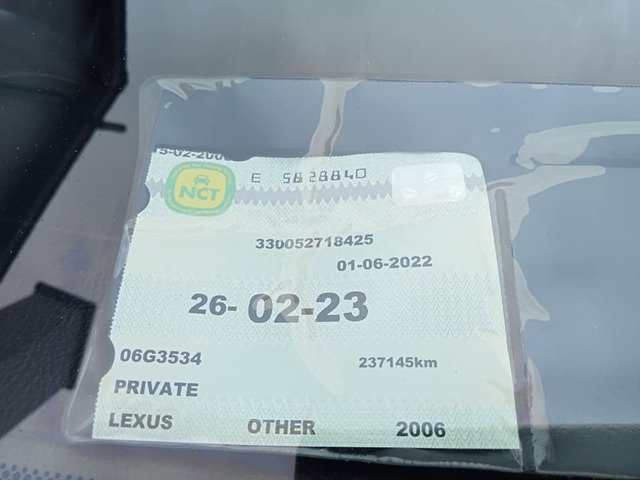 NCT E 5828840
330052718425
01-06-2022
26-02-23
06G3534 237145km
PRIVATE
LEXUS OTHER 2006